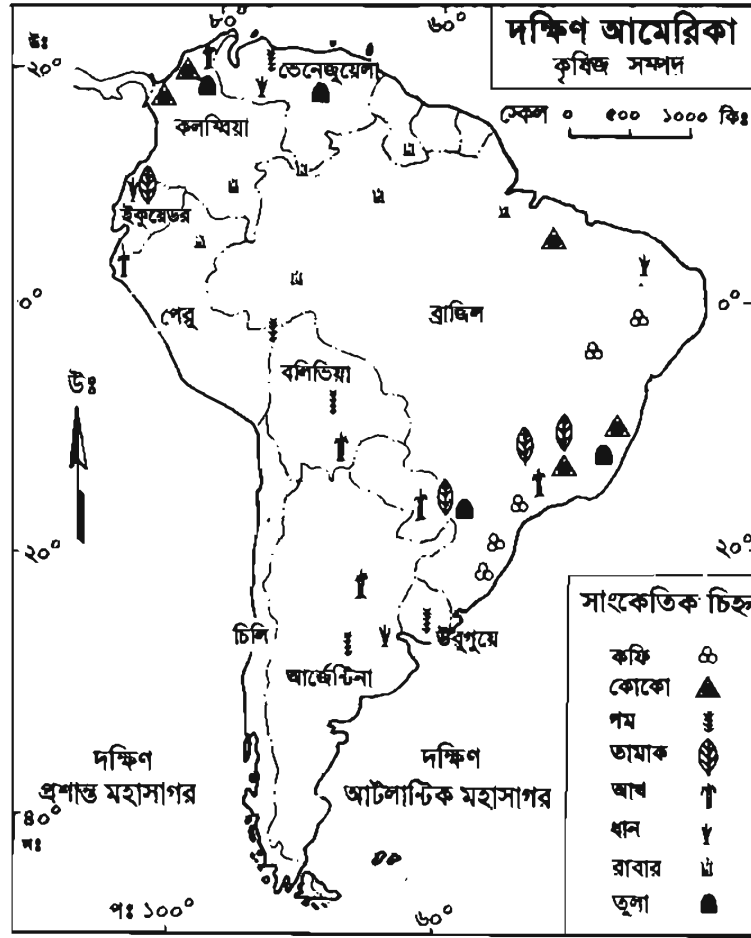 ৮০° ৬০°
উঃ
২০°
দক্ষিণ আমেরিকা
কৃষিজ সম্পদ
স্কেল ০ ৫০০ ১০০০ কিঃ
ভেনেজুয়েলা
কলম্বিয়া
ইকুয়েডর
০° ০°
পেরু
ব্রাজিল
বলিভিয়া
উঃ
২০° ২০°
চিলি
উরুগুয়ে
আর্জেন্টিনা
দক্ষিণ
প্রশান্ত মহাসাগর
দক্ষিণ
আটলান্টিক মহাসাগর
৪০°
দঃ
পঃ ১০০° ৬০°
সাংকেতিক চিহ্ন
কফি
কোকো
গম
তামাক
আখ
ধান
রাবার
তুলা